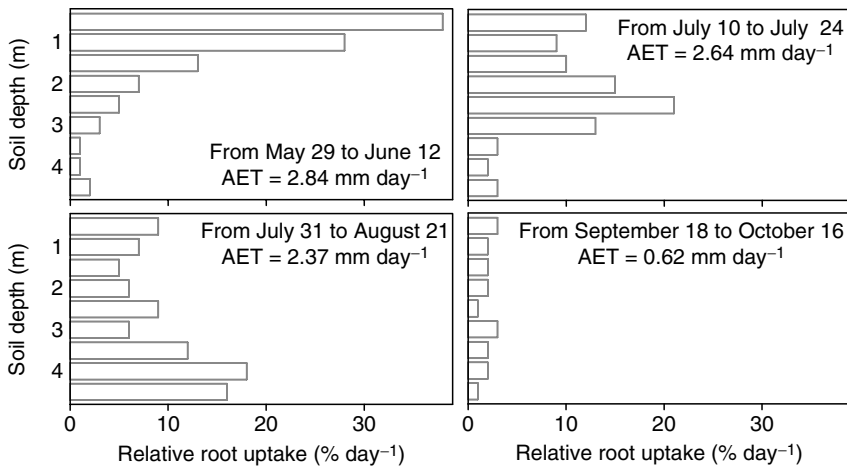 Soil depth (m)
1
2
3
4
From May 29 to June 12
AET = 2.84 mm day⁻¹
From July 10 to July 24
AET = 2.64 mm day⁻¹
Soil depth (m)
1
2
3
4
From July 31 to August 21
AET = 2.37 mm day⁻¹
From September 18 to October 16
AET = 0.62 mm day⁻¹
0 10 20 30
0 10 20 30
Relative root uptake (% day⁻¹)
Relative root uptake (% day⁻¹)